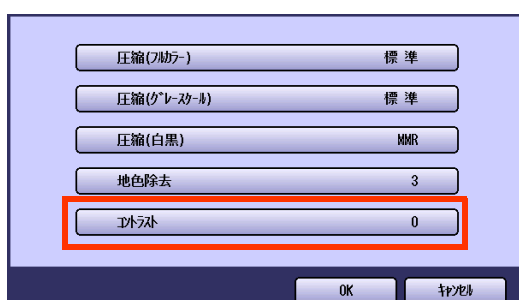 圧縮(ﾌﾙｶﾗｰ) 標準
圧縮(ｸﾞﾚｰｽｹｰﾙ) 標準
圧縮(白黒) MMR
地色除去 3
ｺﾝﾄﾗｽﾄ 0
OK ｷｬﾝｾﾙ